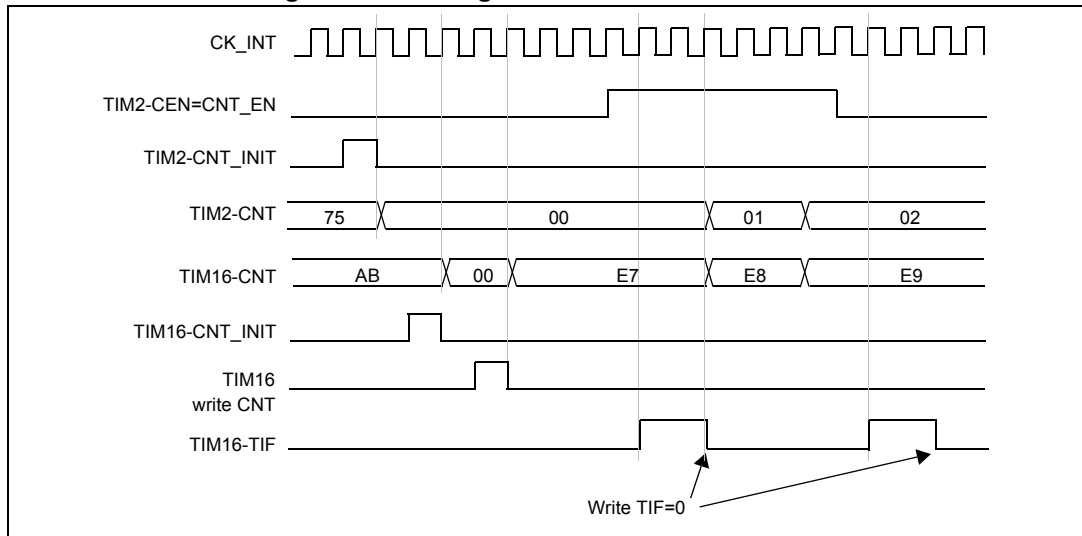 CK_INT
TIM2-CEN=CNT_EN
TIM2-CNT_INIT
TIM2-CNT 75 00 01 02
TIM16-CNT AB 00 E7 E8 E9
TIM16-CNT_INIT
TIM16
write CNT
TIM16-TIF
Write TIF=0